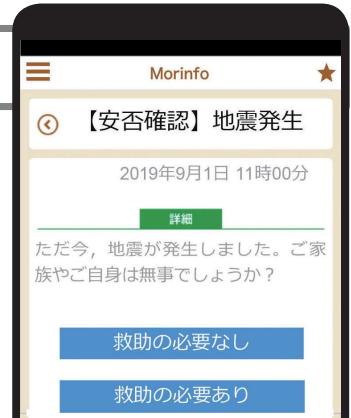 Morinfo
【安否確認】地震発生
2019年9月1日 11時00分
詳細
ただ今，地震が発生しました。ご家
族やご自身は無事でしょうか？
救助の必要なし
救助の必要あり